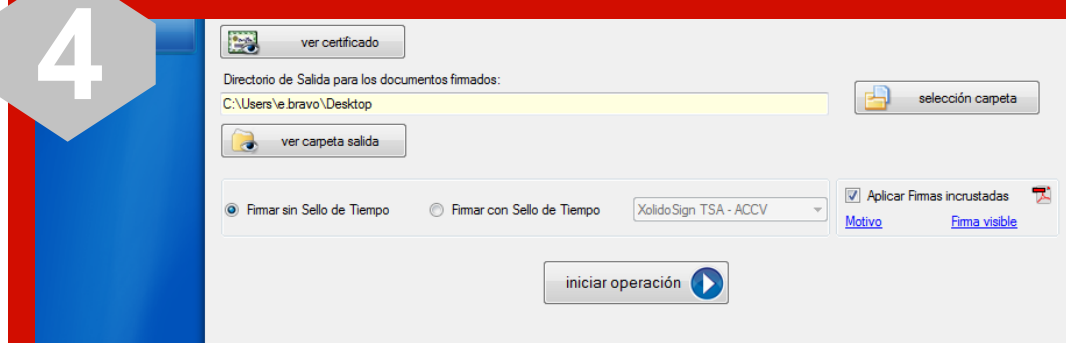 4
ver certificado
Directorio de Salida para los documentos firmados:
C:\Users\e.bravo\Desktop
selección carpeta
ver carpeta salida
Firmar sin Sello de Tiempo
Firmar con Sello de Tiempo
XolidoSign TSA - ACCV
Aplicar Firmas incrustadas
Motivo
Firma visible
iniciar operación